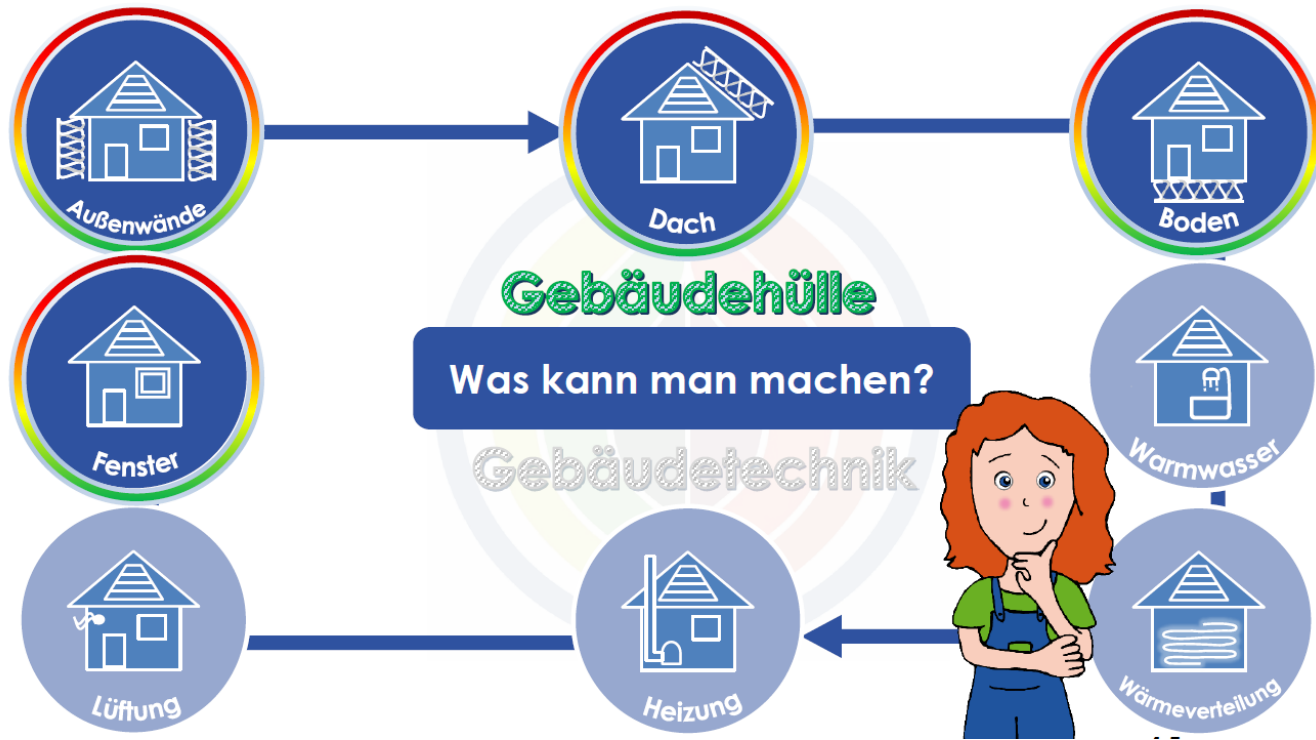 Außenwände
Dach
Boden
Gebäudehülle
Was kann man machen?
Fenster
Warmwasser
Gebäudetechnik
Lüftung
Heizung
Wärmeverteilung